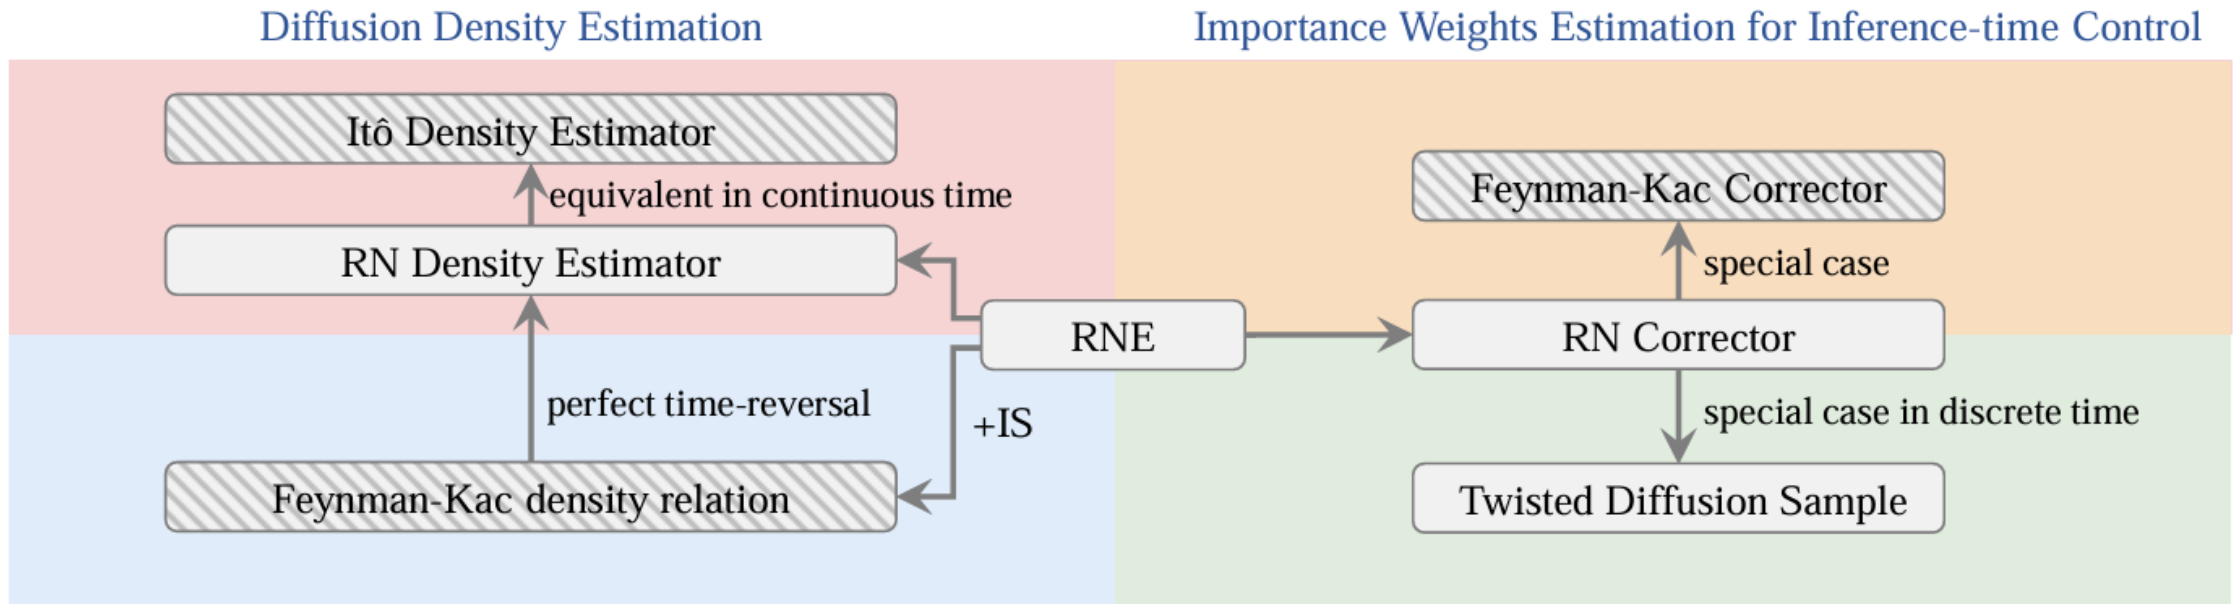 Diffusion Density Estimation
Importance Weights Estimation for Inference-time Control
Itô Density Estimator
equivalent in continuous time
RN Density Estimator
perfect time-reversal
Feynman-Kac density relation
RNE
+IS
Feynman-Kac Corrector
special case
RN Corrector
special case in discrete time
Twisted Diffusion Sample